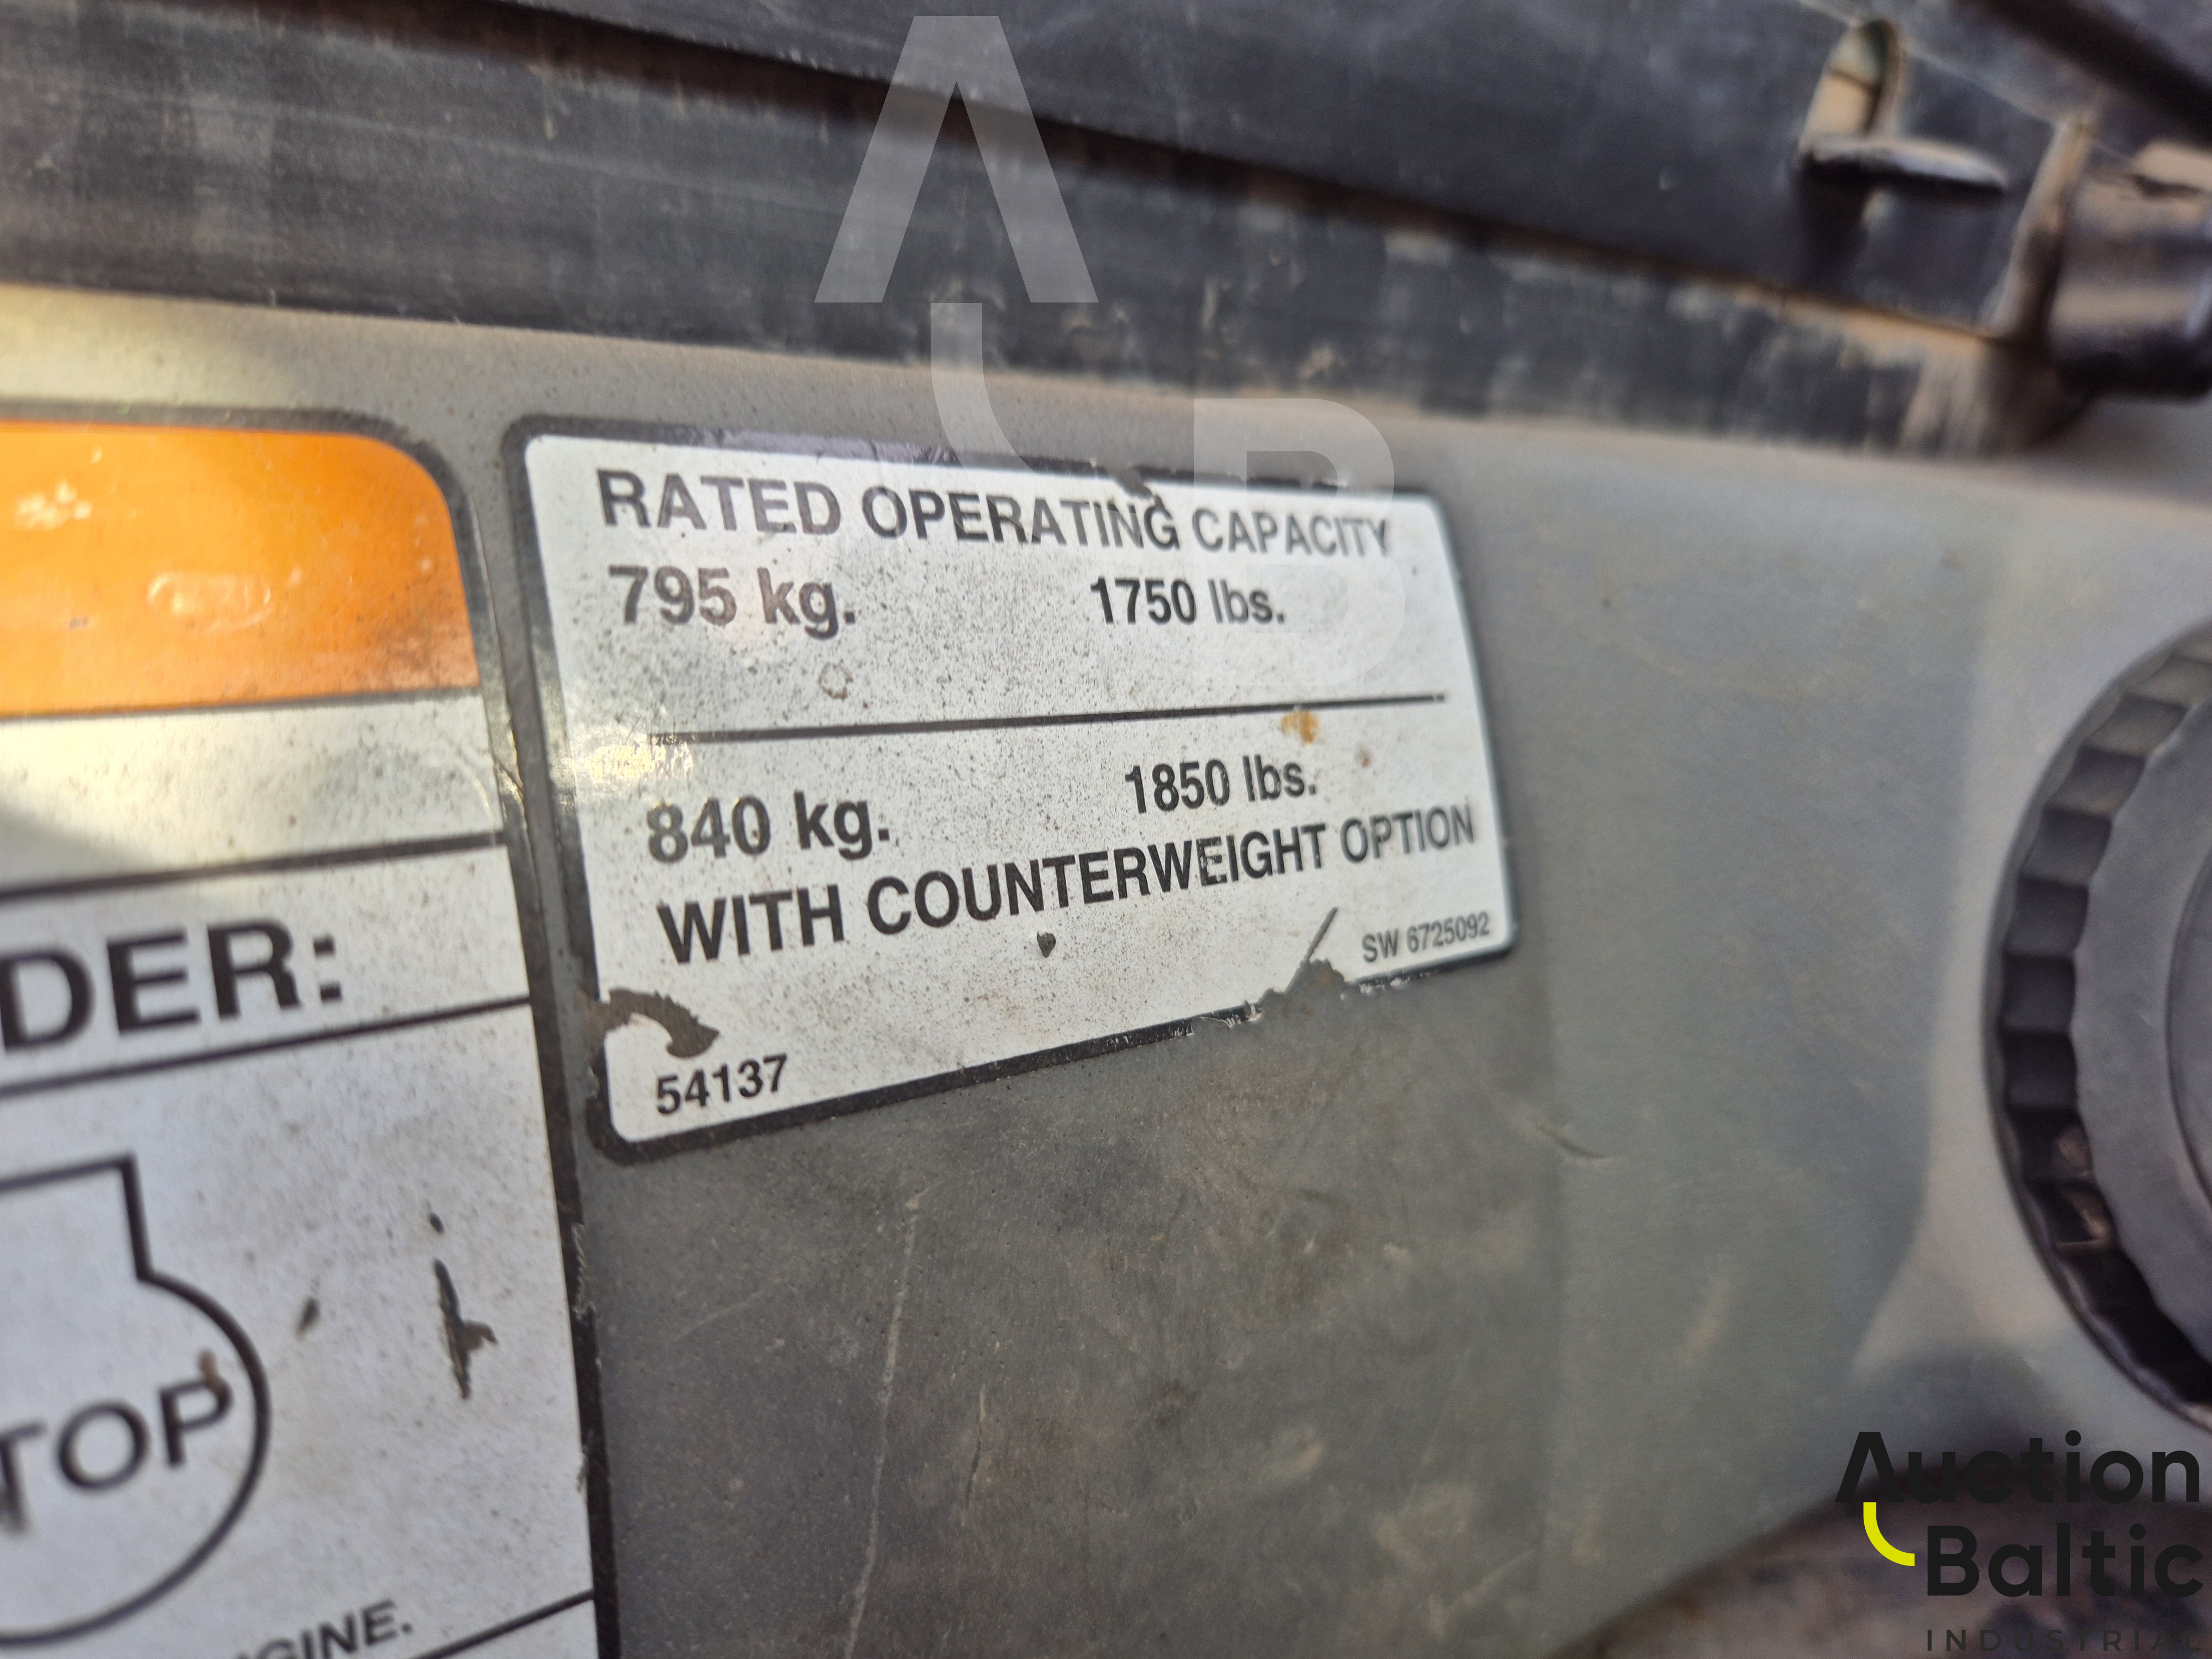 RATED OPERATING CAPACITY
795 kg. 1750 lbs.
840 kg. 1850 lbs.
WITH COUNTERWEIGHT OPTION
SW 6725092
54137
DER:
TOP
GINE.
AB
Auction
Baltic
INDUSTRIAL